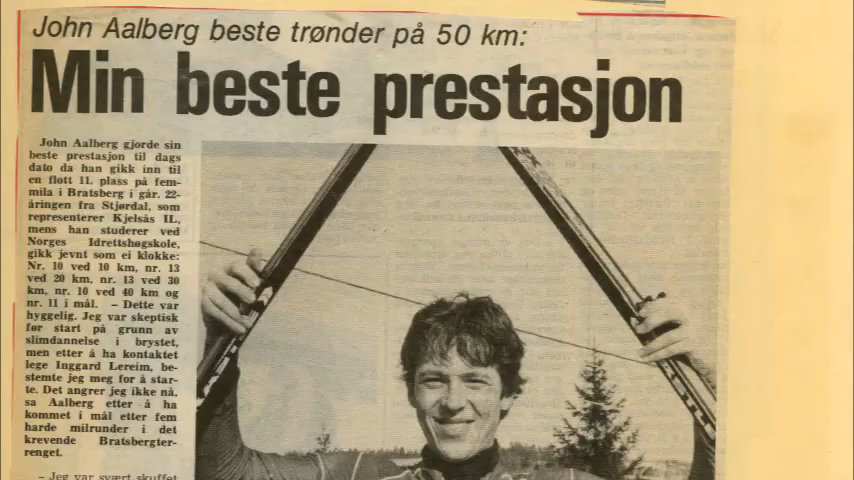 John Aalberg beste trønder på 50 km:
Min beste prestasjon
John Aalberg gjorde sin
beste prestasjon til dags
dato da han gikk inn til
en flott 11. plass på fem-
mila i Bratsberg i går. 22-
åringen fra Stjørdal, som
representerer Kjelsås IL,
mens han studerer ved
Norges Idrettshøgskole,
gikk jevnt som ei klokke:
Nr. 10 ved 10 km, nr. 13
ved 20 km, nr. 13 ved 30
km, nr. 10 ved 40 km og
nr. 11 i mål. – Dette var
hyggelig. Jeg var skeptisk
før start på grunn av
slimdannelse i brystet,
men etter å ha kontaktet
lege Inggard Lereim, be-
stemte jeg meg for å star-
te. Det angrer jeg ikke nå,
sa Aalberg etter å ha
kommet i mål etter fem
harde milrunder i det
krevende Bratsbergter-
renget.
– Jeg var svært skuffet